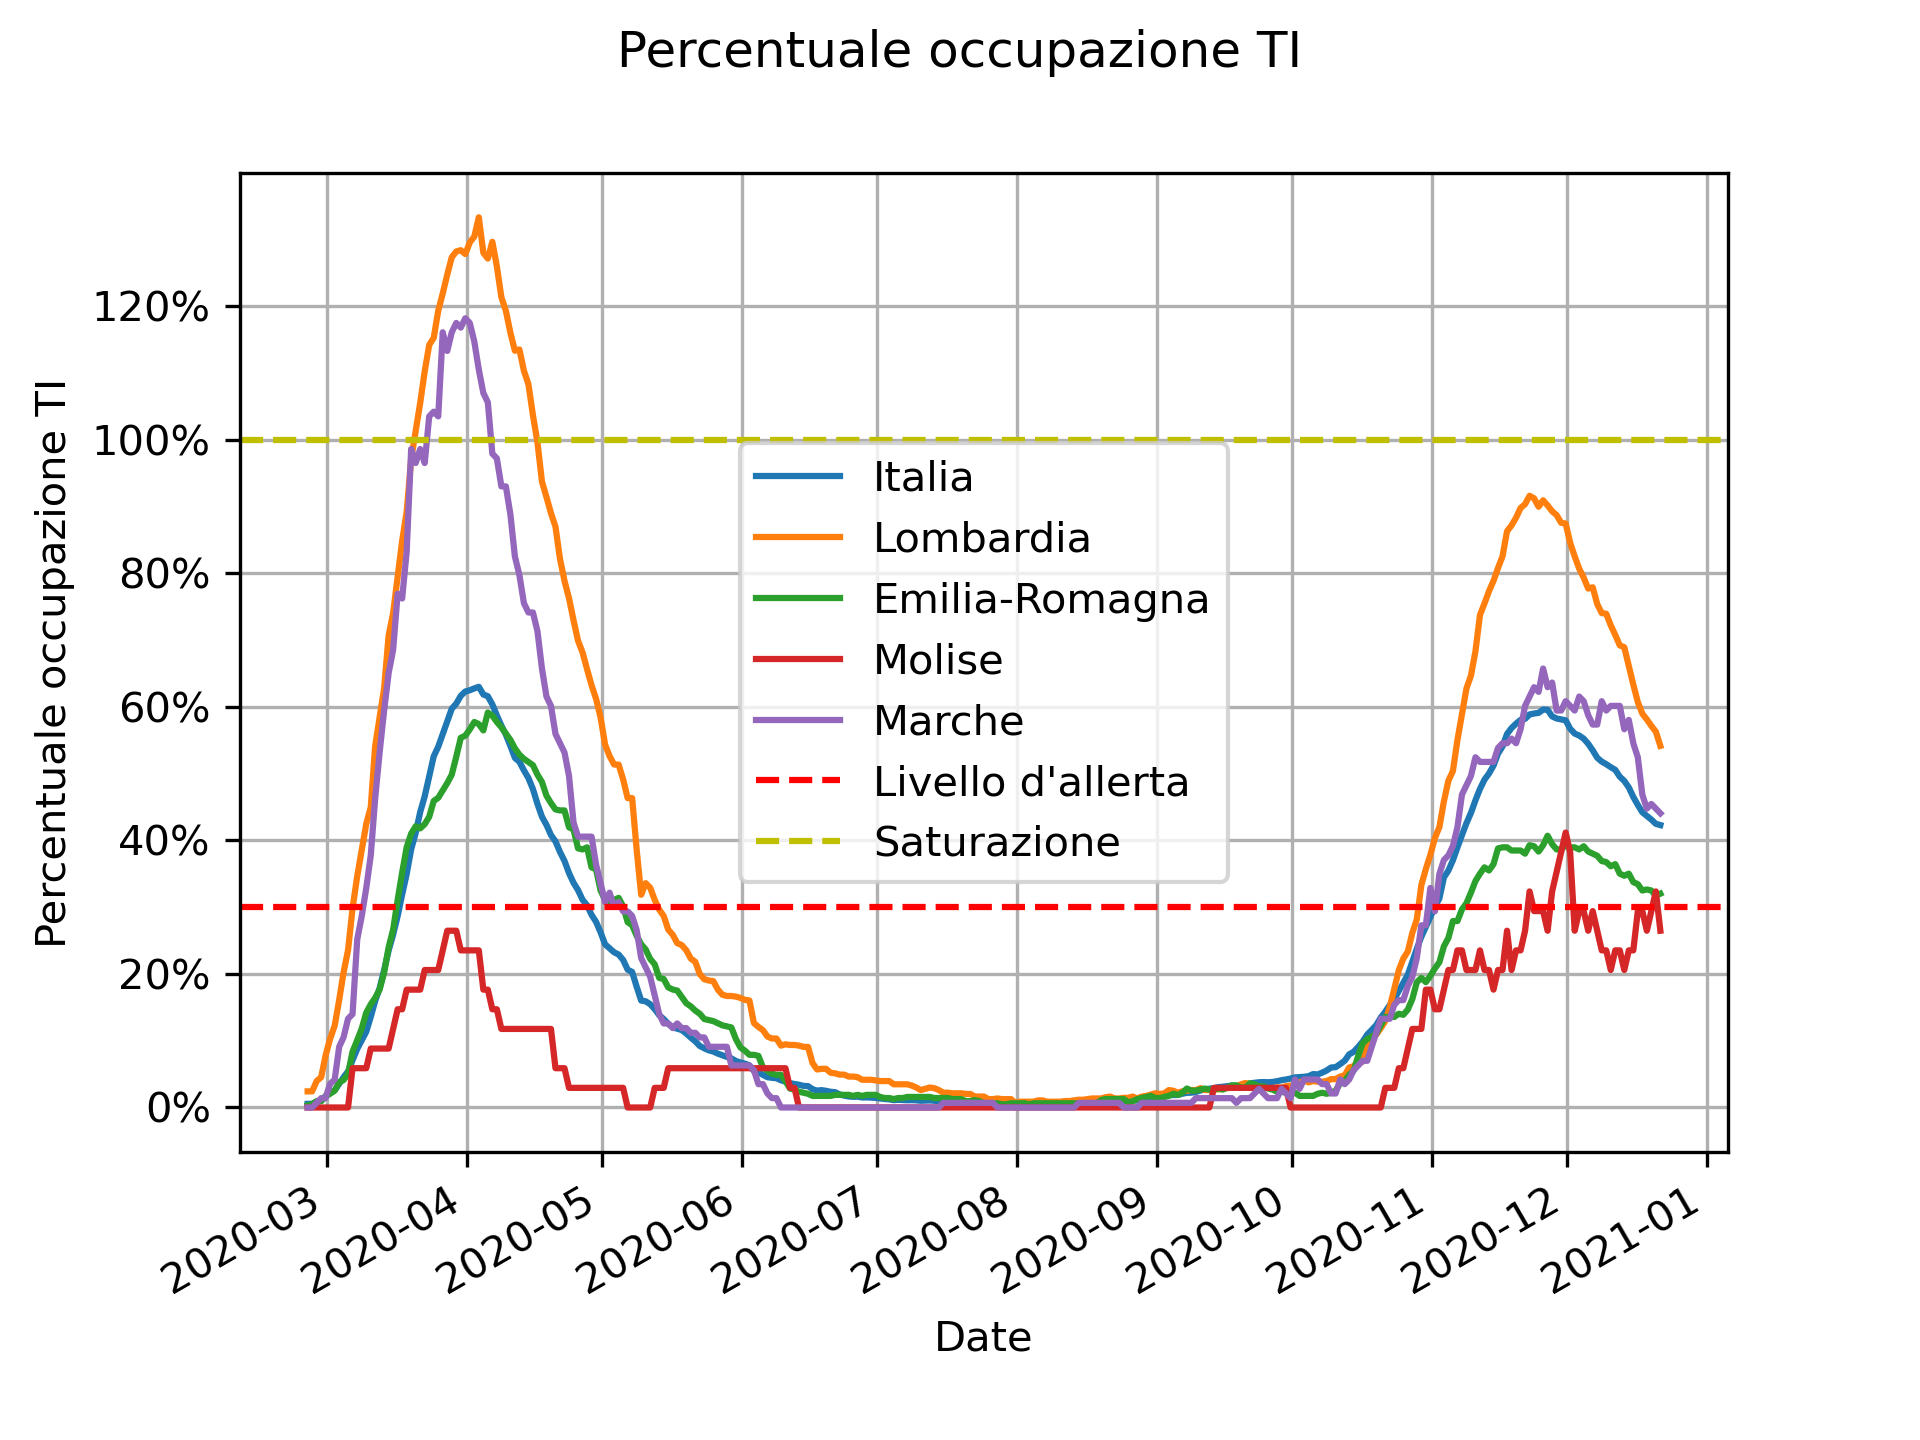 Percentuale occupazione TI
Percentuale occupazione TI
120%
100%
80%
60%
40%
20%
0%
Italia
Lombardia
Emilia-Romagna
Molise
Marche
Livello d'allerta
Saturazione
2020-03
2020-04
2020-05
2020-06
2020-07
2020-08
2020-09
2020-10
2020-11
2020-12
2021-01
Date